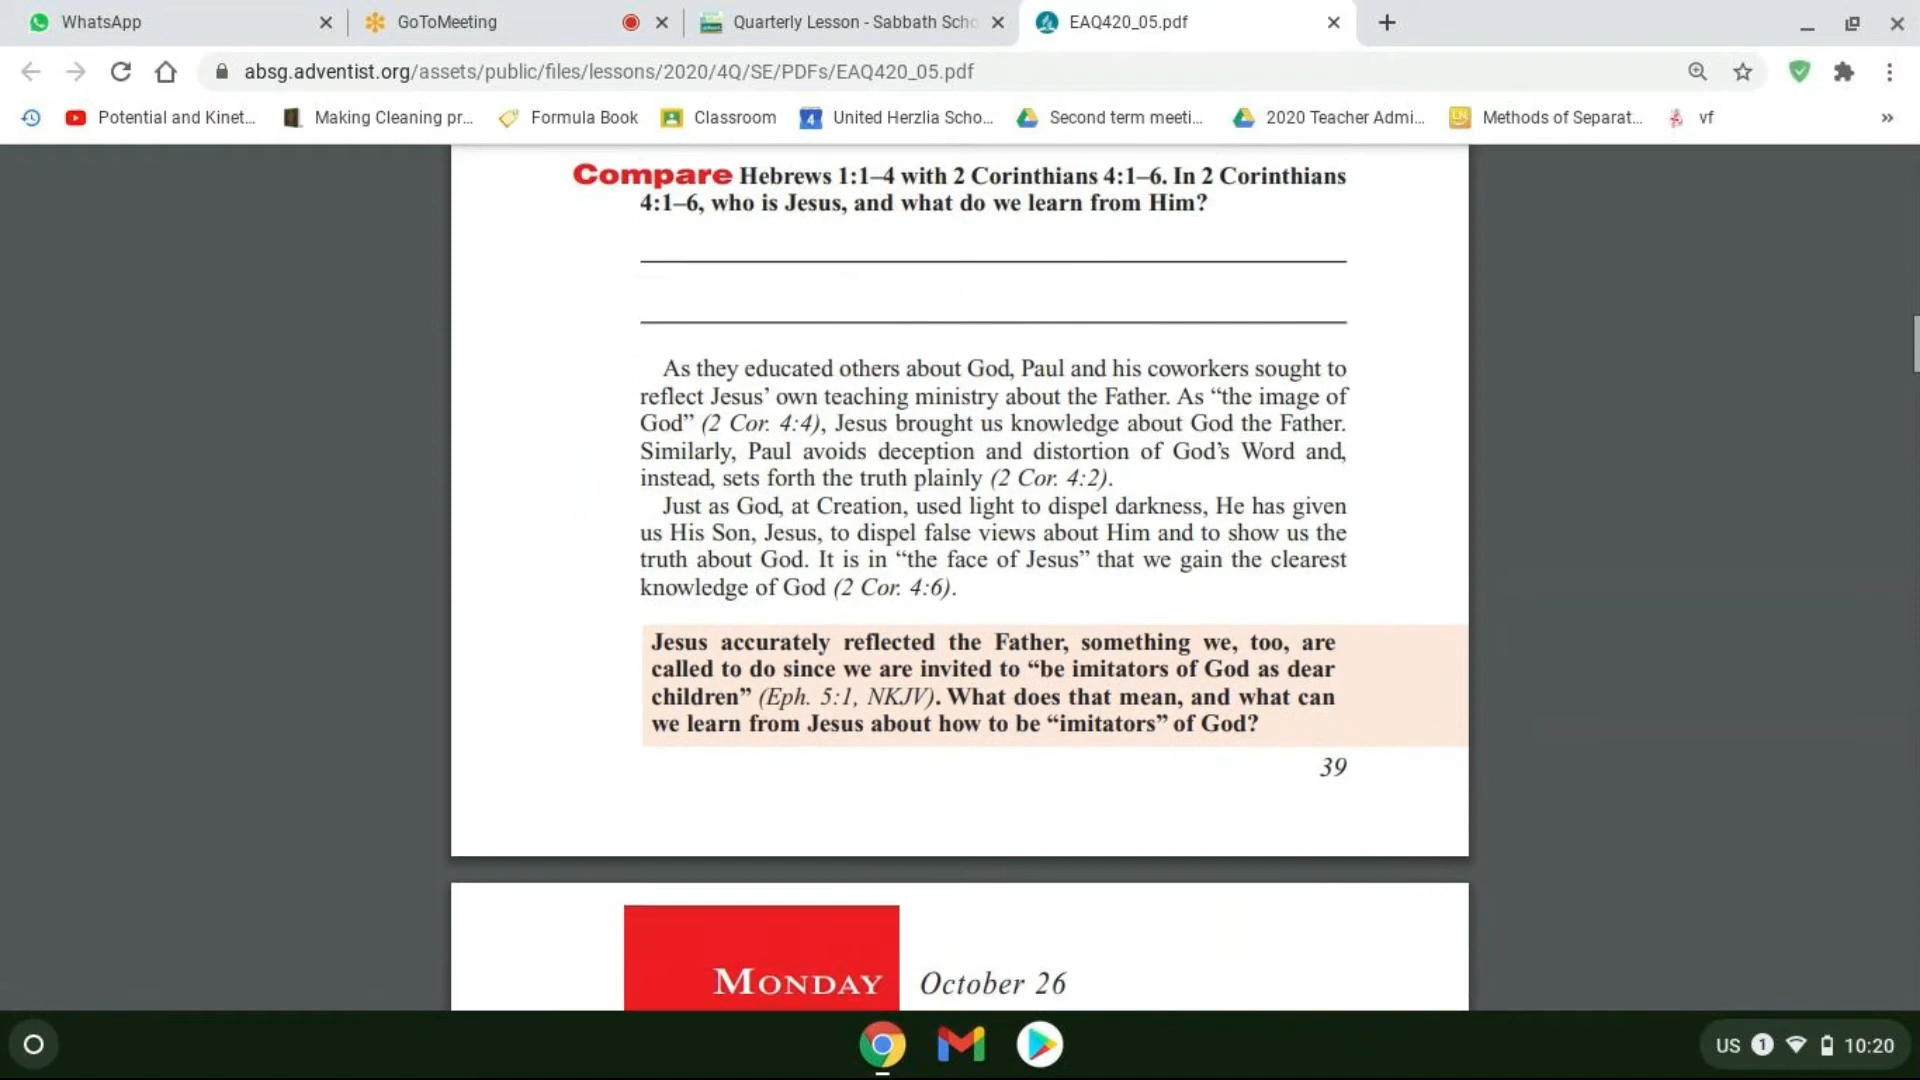 WhatsApp
GoToMeeting
Quarterly Lesson - Sabbath Scho
EAQ420_05.pdf
absg.adventist.org/assets/public/files/lessons/2020/4Q/SE/PDFs/EAQ420_05.pdf
Potential and Kinet...
Making Cleaning pr...
Formula Book
Classroom
4
United Herzlia Scho...
Second term meeti...
2020 Teacher Admi...
Methods of Separat...
vf
»
Compare Hebrews 1:1–4 with 2 Corinthians 4:1–6. In 2 Corinthians
4:1–6, who is Jesus, and what do we learn from Him?
As they educated others about God, Paul and his coworkers sought to
reflect Jesus’ own teaching ministry about the Father. As “the image of
God” (2 Cor. 4:4), Jesus brought us knowledge about God the Father.
Similarly, Paul avoids deception and distortion of God’s Word and,
instead, sets forth the truth plainly (2 Cor. 4:2).
Just as God, at Creation, used light to dispel darkness, He has given
us His Son, Jesus, to dispel false views about Him and to show us the
truth about God. It is in “the face of Jesus” that we gain the clearest
knowledge of God (2 Cor. 4:6).
Jesus accurately reflected the Father, something we, too, are
called to do since we are invited to “be imitators of God as dear
children” (Eph. 5:1, NKJV). What does that mean, and what can
we learn from Jesus about how to be “imitators” of God?
39
MONDAY October 26
US 1 10:20